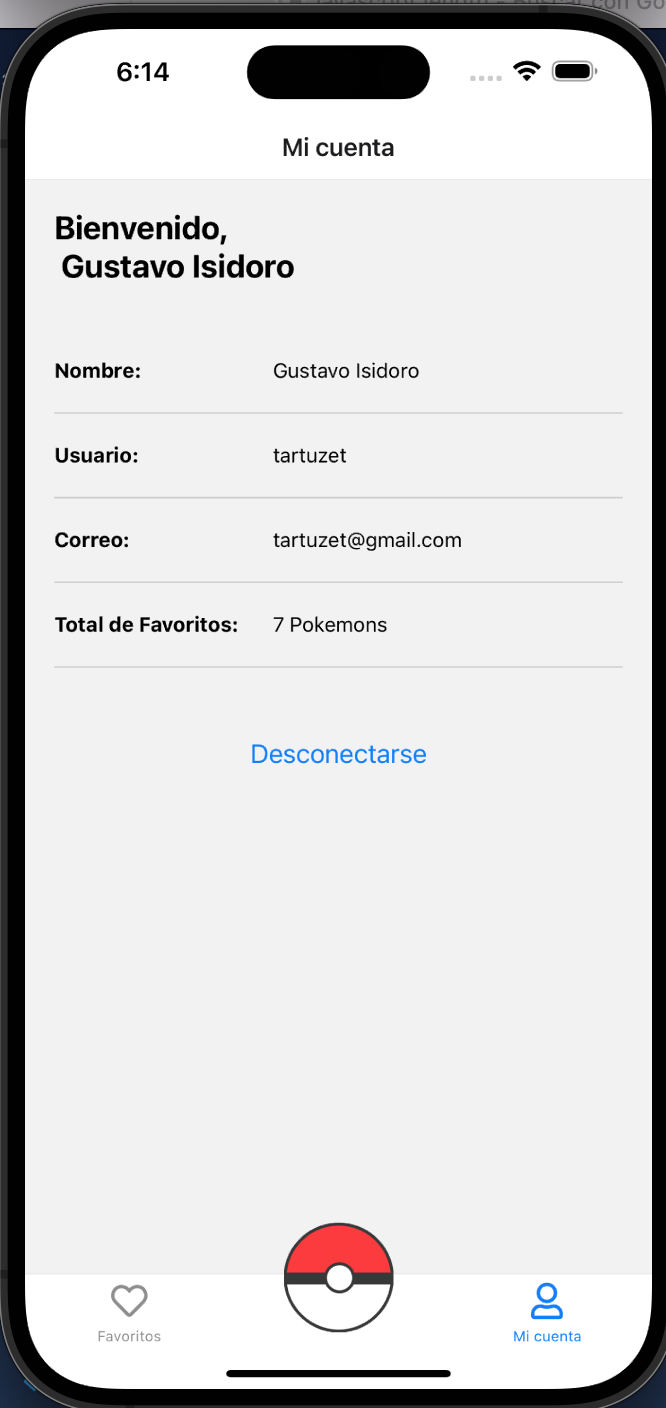 6:14
Mi cuenta
Bienvenido,
Gustavo Isidoro
Nombre: Gustavo Isidoro
Usuario: tartuzet
Correo: tartuzet@gmail.com
Total de Favoritos: 7 Pokemons
Desconectarse
Favoritos
Mi cuenta